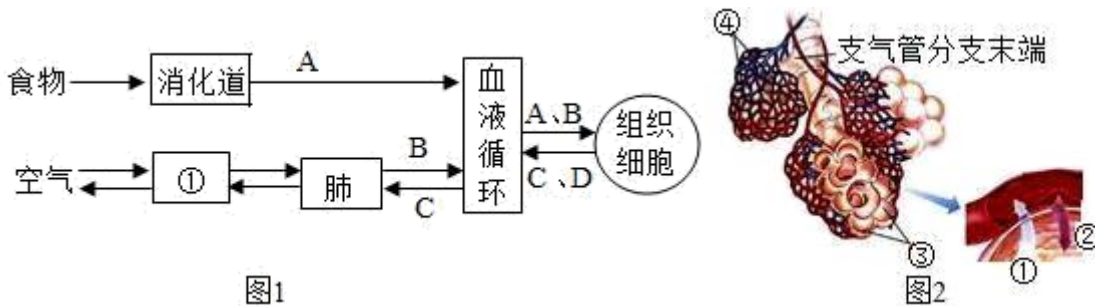 食物
消化道
A
血液循环
A、B
C、D
组织细胞
空气
①
肺
B
C
图1
④
支气管分支末端
③
①
②
图2